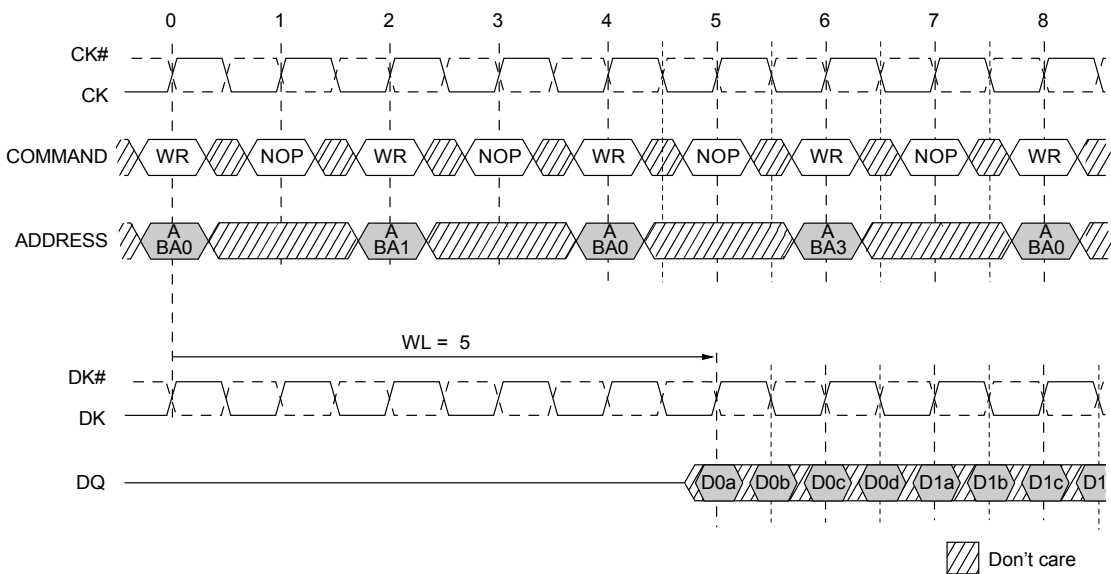 0 1 2 3 4 5 6 7 8
CK#
CK
COMMAND WR NOP WR NOP WR NOP WR NOP WR
ADDRESS A BA0 A BA1 A BA0 A BA3 A BA0
WL = 5
DK#
DK
DQ D0a D0b D0c D0d D1a D1b D1c D1
Don't care